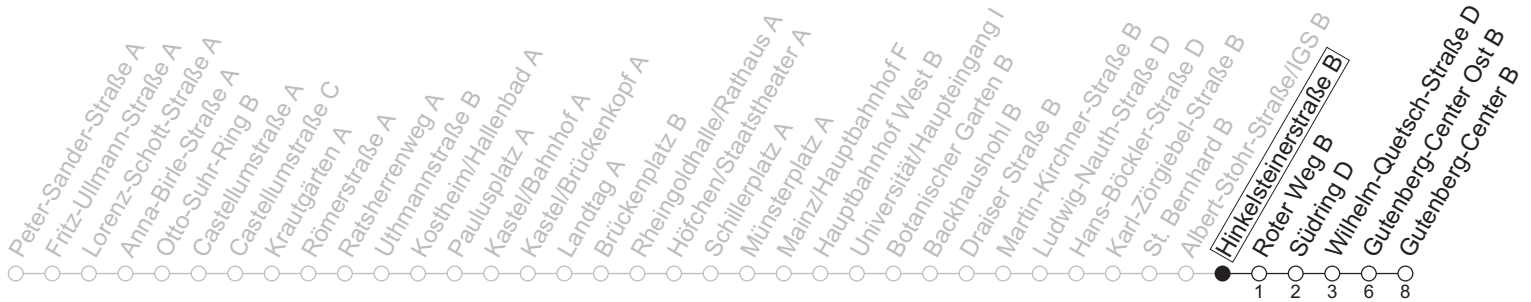 Peter-Sander-Straße A
Fritz-Ullmann-Straße A
Lorenz-Schott-Straße A
Anna-Birle-Straße A
Otto-Suhr-Ring B
Castellumstraße A
Castellumstraße C
Krautgärten A
Römerstraße A
Ratsherrenweg A
Uthmannstraße B
Kostheim/Hallenbad A
Paulusplatz A
Kastel/Bahnhof A
Kastel/Brückenkopf A
Landtag A
Brückenplatz B
Rheingoldhalle/Rathaus A
Höfchen/Staatstheater A
Schillerplatz A
Münsterplatz A
Mainz/Hauptbahnhof F
Hauptbahnhof West B
Universität/Haupteingang I
Botanischer Garten B
Backhaushohl B
Draiser Straße B
Martin-Kirchner-Straße B
Ludwig-Nauth-Straße D
Hans-Böckler-Straße D
Karl-Zörgiebel-Straße B
St. Bernhard B
Albert-Stohr-Straße/IGS B
Hinkelsteinerstraße B
Roter Weg B
Südring D
Wilhelm-Quetsch-Straße D
Gutenberg-Center Ost B
Gutenberg-Center B
1 2 3 6 8